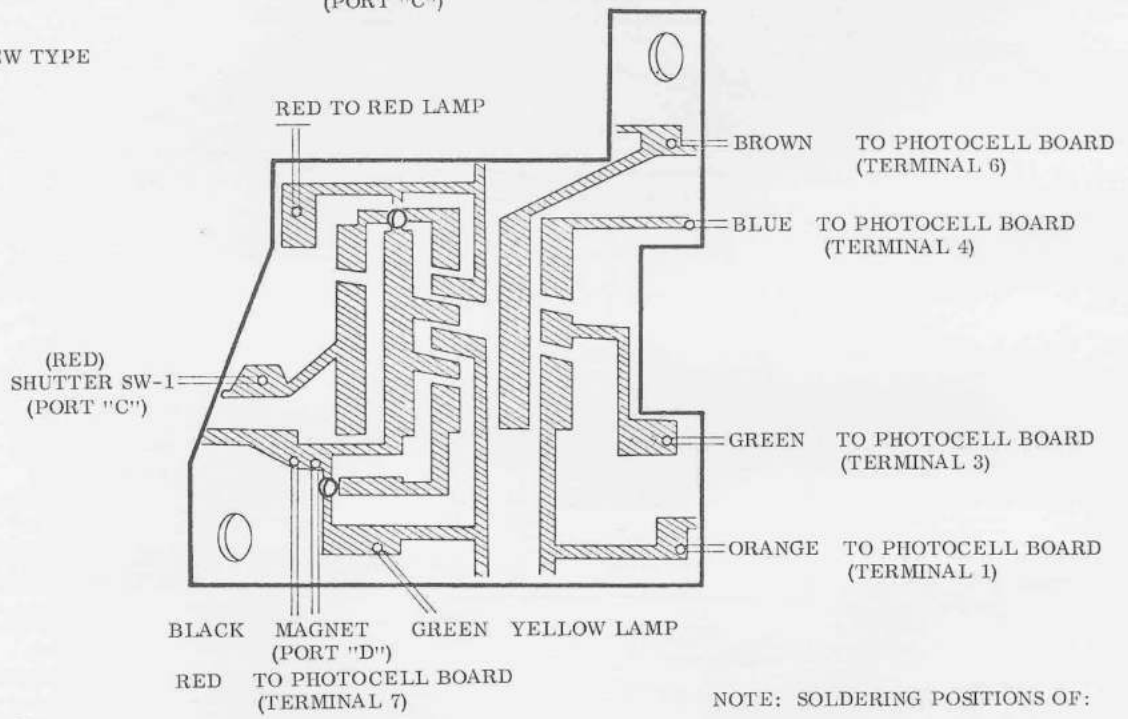 (PORT "C")
EW TYPE
RED TO RED LAMP
BROWN TO PHOTOCELL BOARD
(TERMINAL 6)
BLUE TO PHOTOCELL BOARD
(TERMINAL 4)
(RED)
SHUTTER SW-1
(PORT "C")
GREEN TO PHOTOCELL BOARD
(TERMINAL 3)
ORANGE TO PHOTOCELL BOARD
(TERMINAL 1)
BLACK MAGNET GREEN YELLOW LAMP
(PORT "D")
RED TO PHOTOCELL BOARD
(TERMINAL 7)
NOTE: SOLDERING POSITIONS OF: